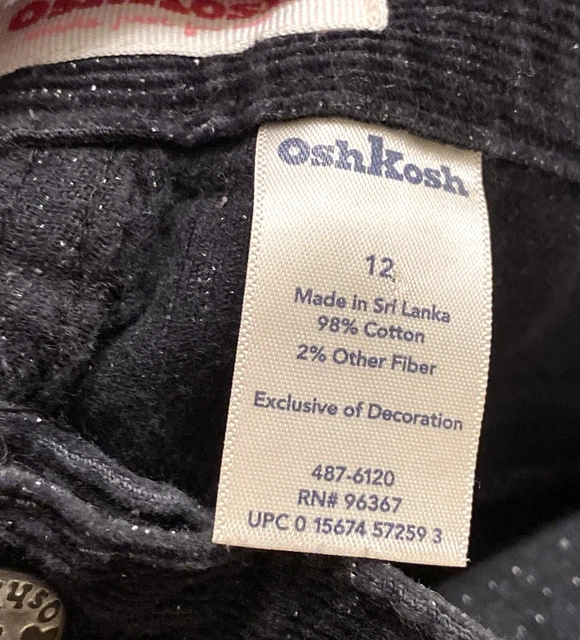 OshKosh
12
Made in Sri Lanka
98% Cotton
2% Other Fiber
Exclusive of Decoration
487-6120
RN# 96367
UPC 0 15674 57259 3